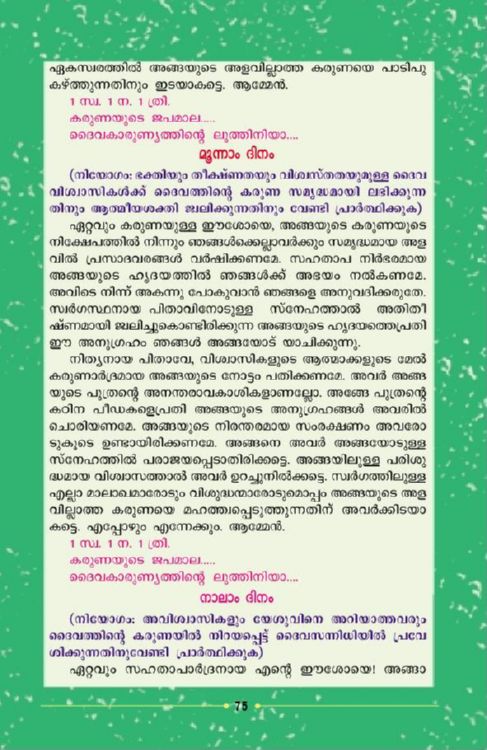 ഏകസ്വരത്തിൽ അങ്ങയുടെ അളവില്ലാത്ത കരുണയെ പാടിപു
കഴ്ത്തുന്നതിനും ഇടയാകട്ടെ. ആമ്മേൻ.
1 സ്വ. 1 ന. 1 ത്രി.
കരുണയുടെ ജപമാല.....
ദൈവകാരുണ്യത്തിന്റെ ലുത്തിനിയാ....
മൂന്നാം ദിനം
(നിയോഗം: ഭക്തിയും തീക്ഷ്ണതയും വിശ്വസ്തതയുമുള്ള ദൈവ
വിശ്വാസികൾക്ക് ദൈവത്തിന്റെ കരുണ സമൃദ്ധമായി ലഭിക്കുന്ന
തിനും ആത്മീയശക്തി ജ്വലിക്കുന്നതിനും വേണ്ടി പ്രാർത്ഥിക്കുക)
ഏറ്റവും കരുണയുള്ള ഈശോയെ, അങ്ങയുടെ കരുണയുടെ
നിക്ഷേപത്തിൽ നിന്നും ഞങ്ങൾക്കെല്ലാവർക്കും സമൃദ്ധമായ അള
വിൽ പ്രസാദവരങ്ങൾ വർഷിക്കണമേ. സഹതാപ നിർഭരമായ
അങ്ങയുടെ ഹൃദയത്തിൽ ഞങ്ങൾക്ക് അഭയം നൽകണമേ.
അവിടെ നിന്ന് അകന്നു പോകുവാൻ ഞങ്ങളെ അനുവദിക്കരുതേ.
സ്വർഗസ്ഥനായ പിതാവിനോടുള്ള സ്നേഹത്താൽ അതിതീ
ഷ്ണമായി ജ്വലിച്ചുകൊണ്ടിരിക്കുന്ന അങ്ങയുടെ ഹൃദയത്തെപ്രതി
ഈ അനുഗ്രഹം ഞങ്ങൾ അങ്ങയോട് യാചിക്കുന്നു.
നിത്യനായ പിതാവേ, വിശ്വാസികളുടെ ആത്മാക്കളുടെ മേൽ
കരുണാർദ്രമായ അങ്ങയുടെ നോട്ടം പതിക്കണമേ. അവർ അങ്ങ
യുടെ പുത്രന്റെ അനന്തരാവകാശികളാണല്ലോ. അങ്ങേ പുത്രന്റെ
കഠിന പീഡകളെപ്രതി അങ്ങയുടെ അനുഗ്രഹങ്ങൾ അവരിൽ
ചൊരിയണമേ. അങ്ങയുടെ നിരന്തരമായ സംരക്ഷണം അവരോ
ടുകൂടെ ഉണ്ടായിരിക്കണമേ. അങ്ങനെ അവർ അങ്ങയോടുള്ള
സ്നേഹത്തിൽ പരാജയപ്പെടാതിരിക്കട്ടെ. അങ്ങയിലുള്ള പരിശു
ദ്ധമായ വിശ്വാസത്താൽ അവർ ഉറച്ചുനിൽക്കട്ടെ. സ്വർഗത്തിലുള്ള
എല്ലാ മാലാഖമാരോടും വിശുദ്ധന്മാരോടുമൊപ്പം അങ്ങയുടെ അള
വില്ലാത്ത കരുണയെ മഹത്ത്വപ്പെടുത്തുന്നതിന് അവർക്കിടയാ
കട്ടെ. എപ്പോഴും എന്നേക്കും. ആമ്മേൻ.
1 സ്വ. 1 ന. 1 ത്രി.
കരുണയുടെ ജപമാല.....
ദൈവകാരുണ്യത്തിന്റെ ലുത്തിനിയാ....
നാലാം ദിനം
(നിയോഗം: അവിശ്വാസികളും യേശുവിനെ അറിയാത്തവരും
ദൈവത്തിന്റെ കരുണയിൽ നിറയപ്പെട്ട് ദൈവസന്നിധിയിൽ പ്രവേ
ശിക്കുന്നതിനുവേണ്ടി പ്രാർത്ഥിക്കുക)
ഏറ്റവും സഹതാപാർദ്രനായ എന്റെ ഈശോയെ! അങ്ങാ
75